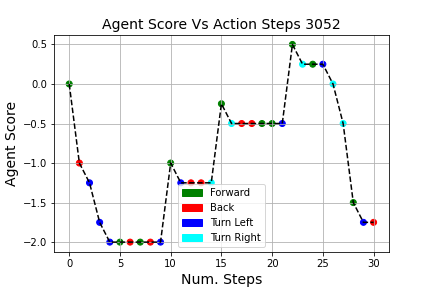 Agent Score Vs Action Steps 3052
Agent Score
0.5
0.0
−0.5
−1.0
−1.5
−2.0
Forward
Back
Turn Left
Turn Right
0 5 10 15 20 25 30
Num. Steps